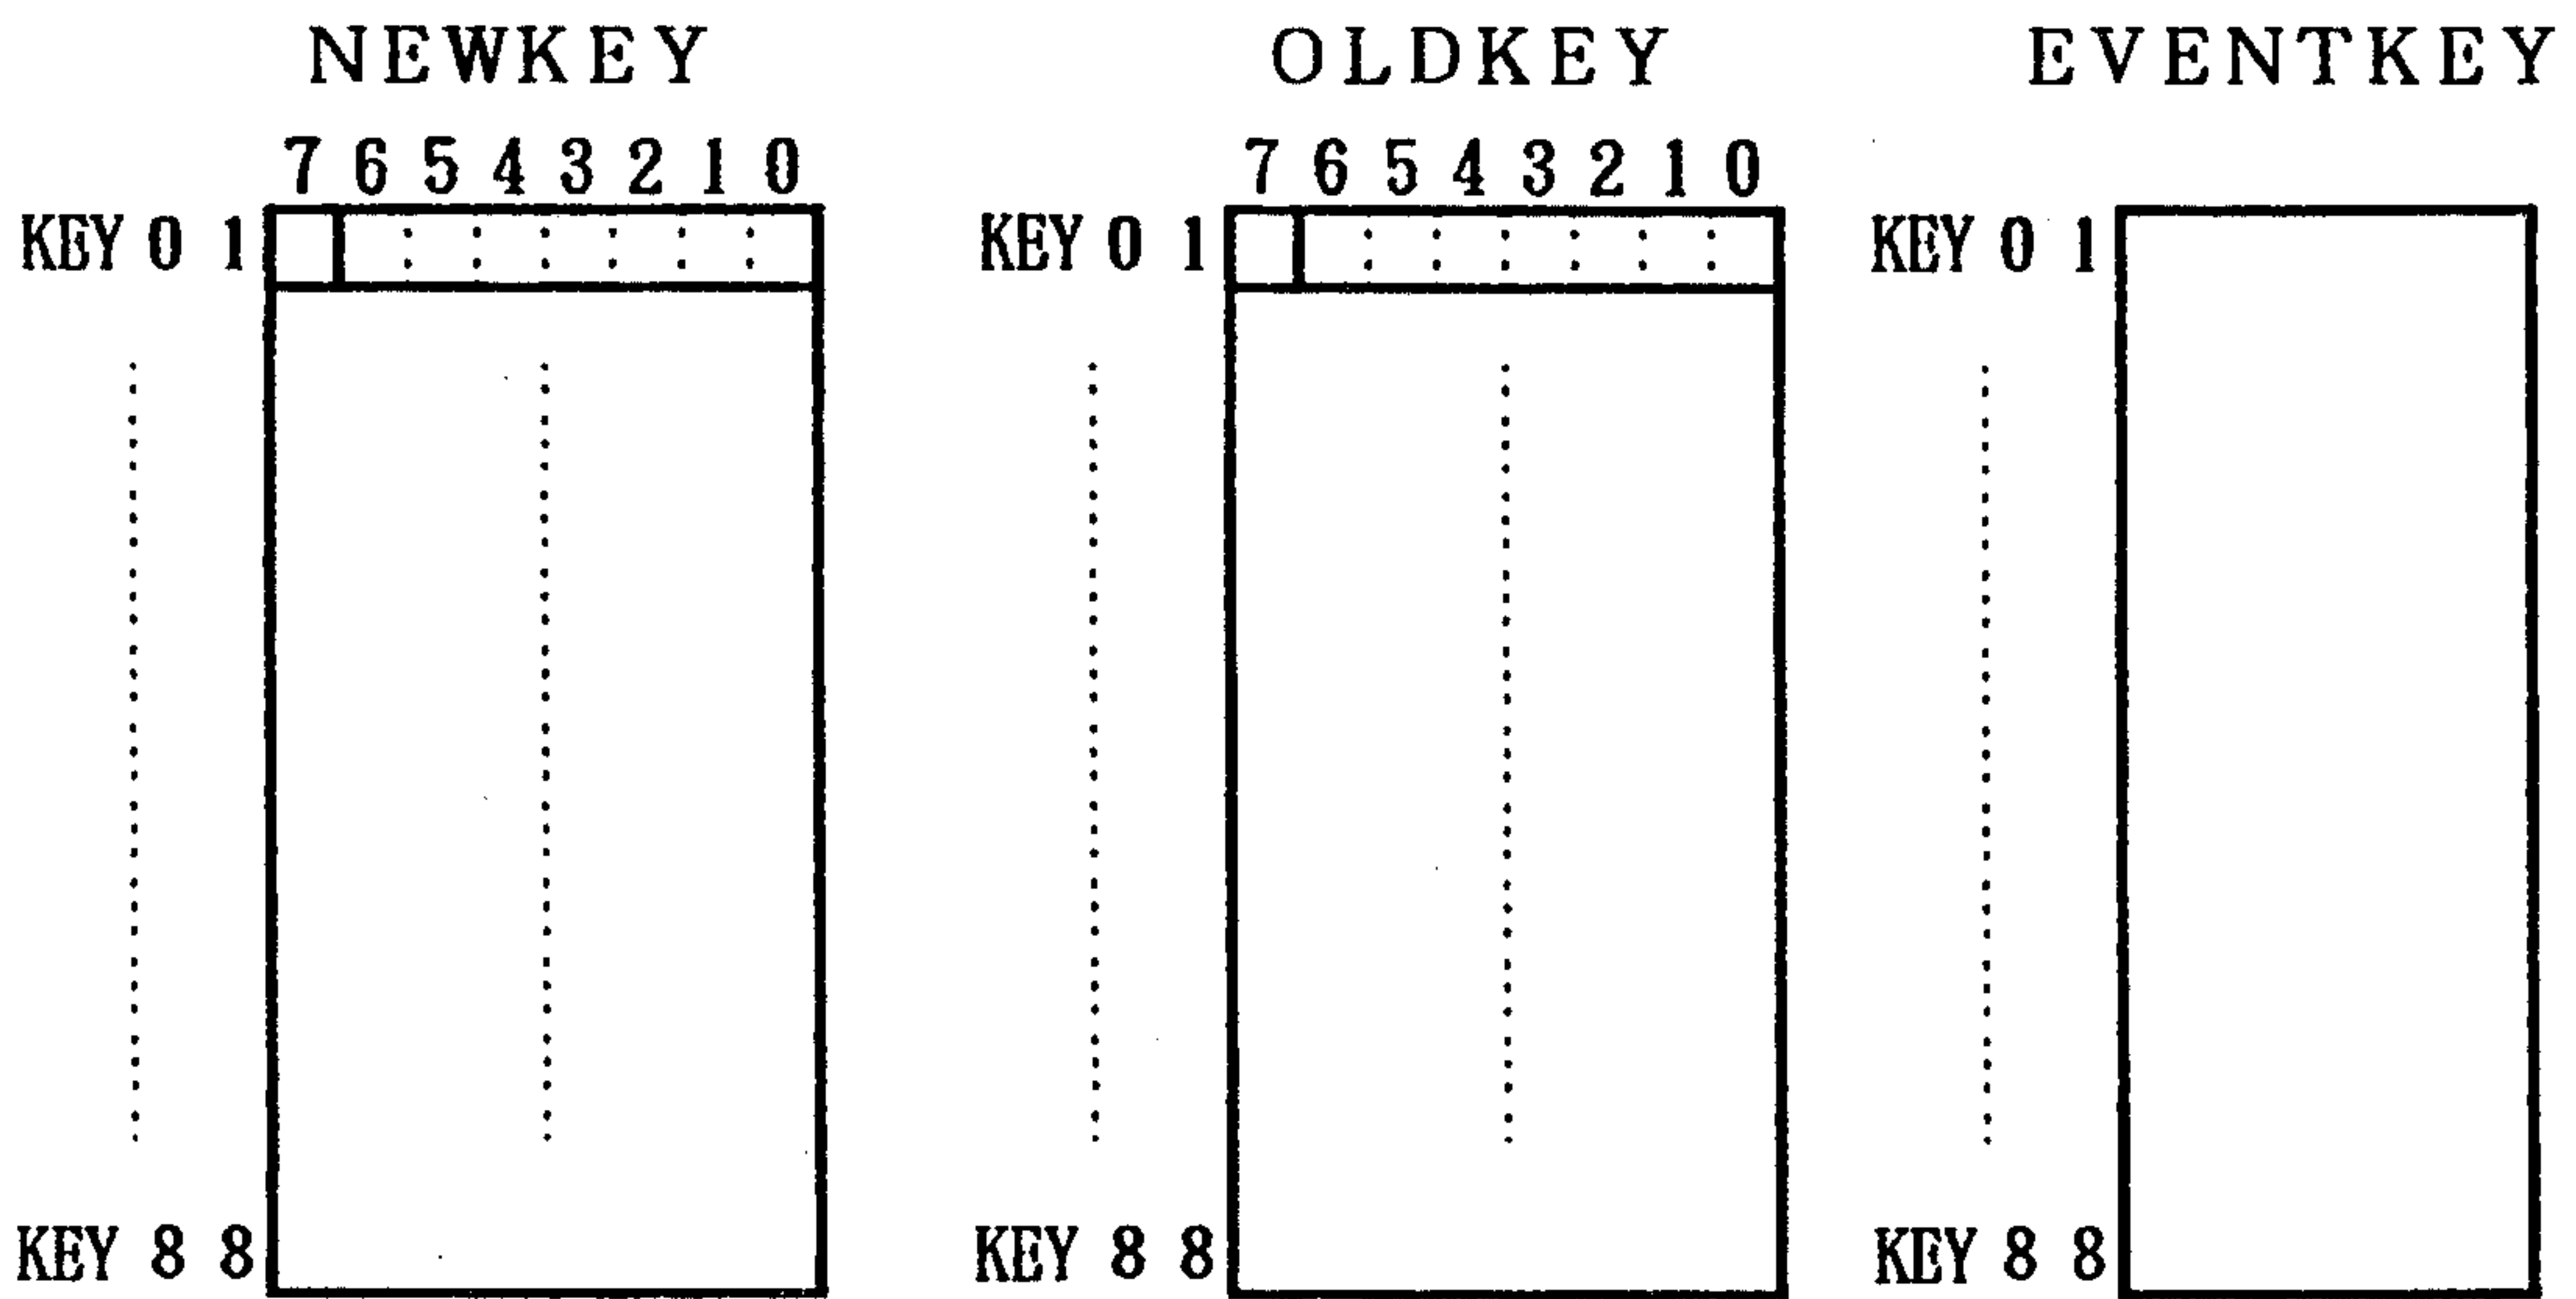 NEWKEY OLDKEY EVENTKEY
7 6 5 4 3 2 1 0 7 6 5 4 3 2 1 0
KEY 0 1 KEY 0 1 KEY 0 1
KEY 8 8 KEY 8 8 KEY 8 8